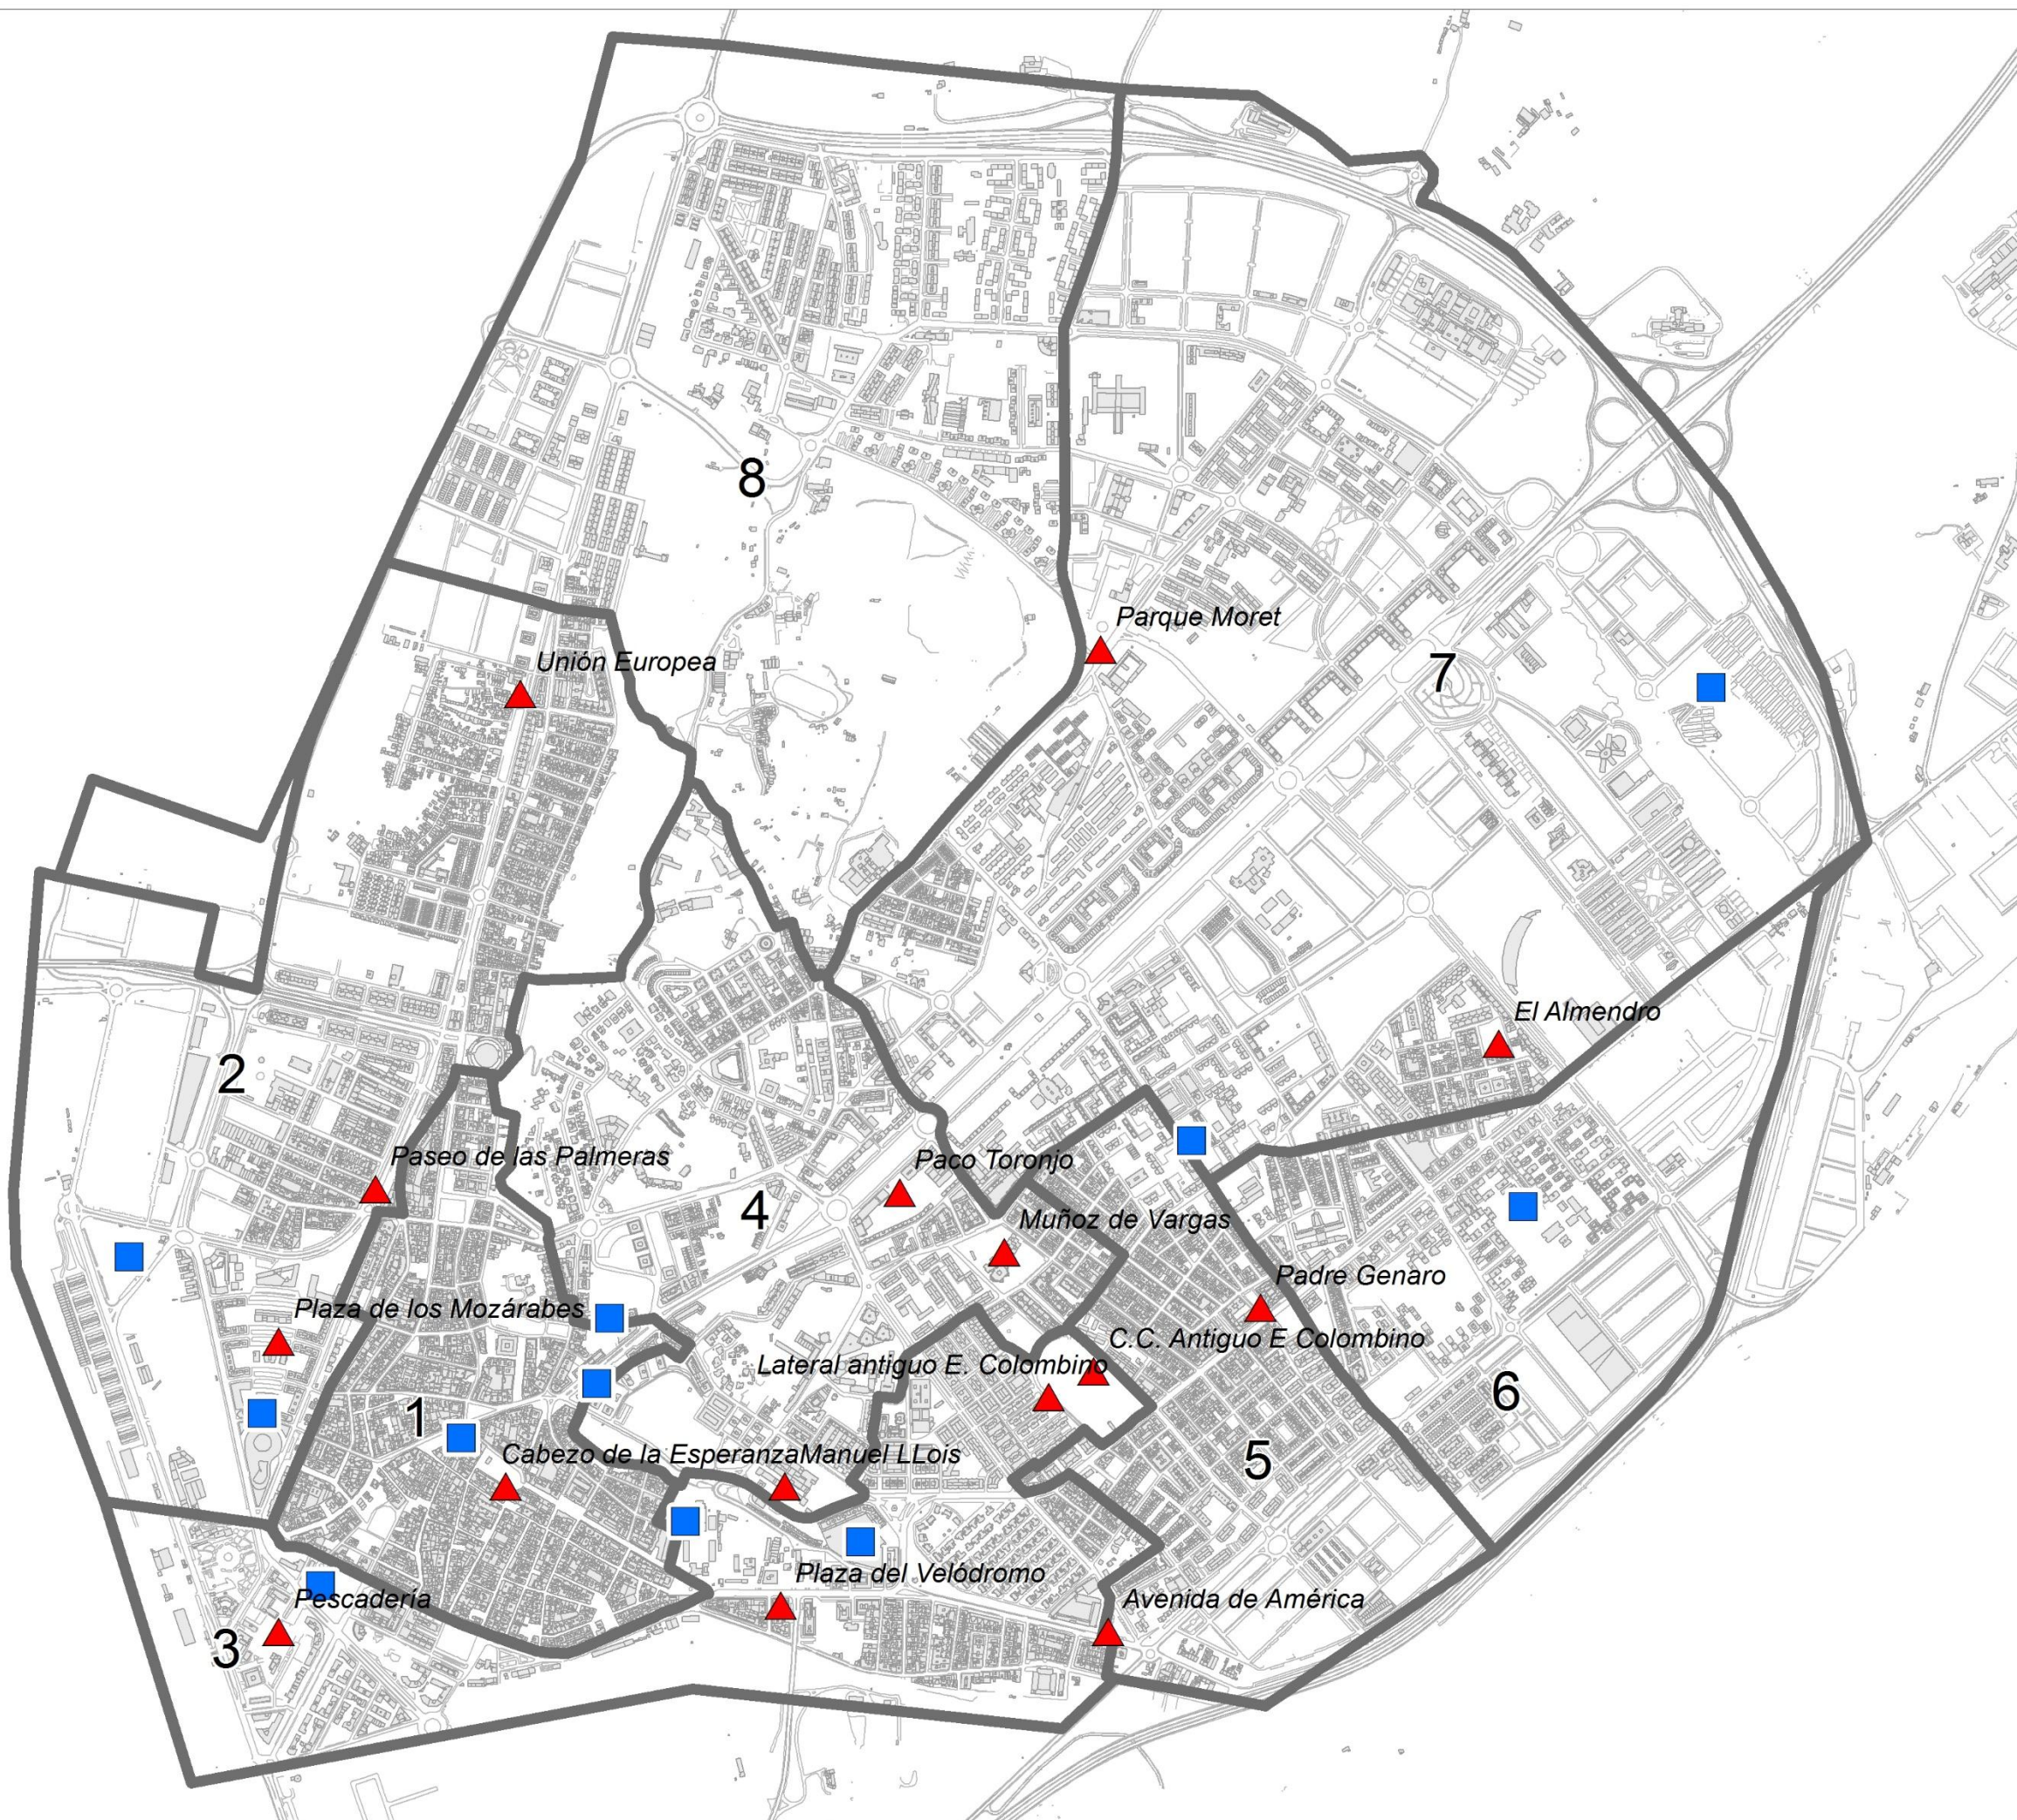 8
Parque Moret
Unión Europea
7
El Almendro
2
Paseo de las Palmeras
Paco Toronjo
4
Muñoz de Vargas
Padre Genaro
Plaza de los Mozárabes
C.C. Antiguo E Colombino
Lateral antiguo E. Colombino
6
1
Cabezo de la Esperanza
Manuel LLois
5
Plaza del Velódromo
Pescadería
Avenida de América
3